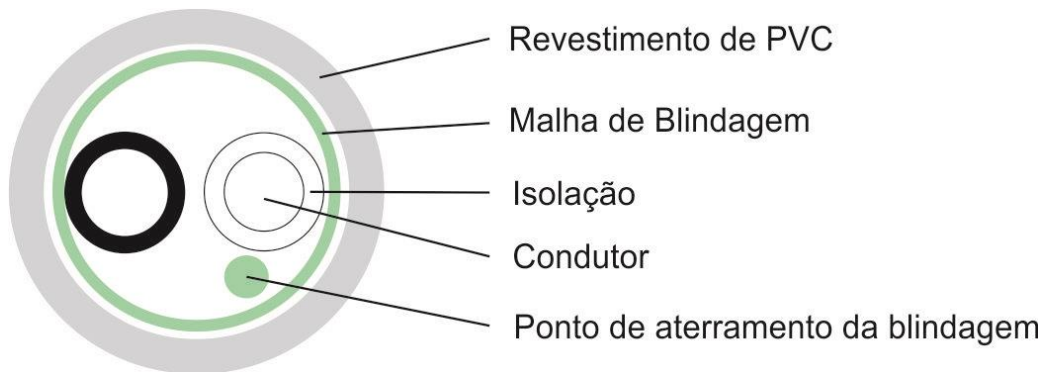 Revestimento de PVC
Malha de Blindagem
Isolação
Condutor
Ponto de aterramento da blindagem